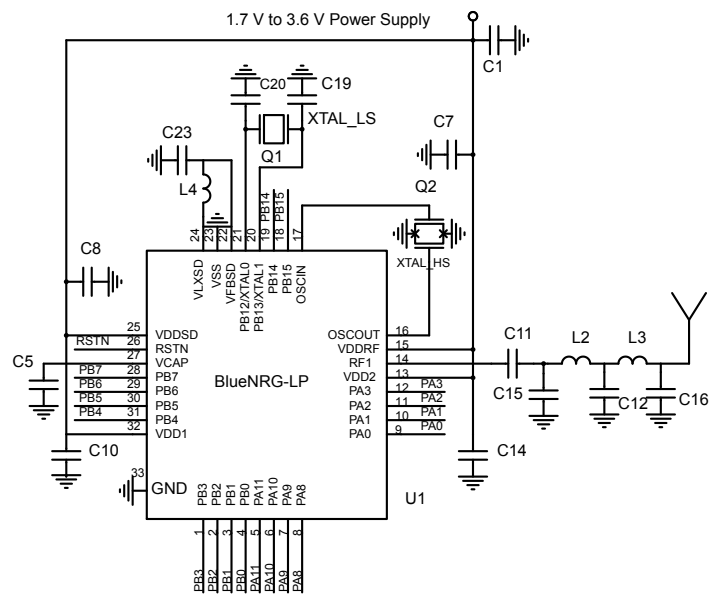 1.7 V to 3.6 V Power Supply
C1
C20
C19
XTAL_LS
C7
C23
Q1
Q2
L4
PB14
PB15
24
23
22
21
20
19
18
17
C8
XTAL_HS
VLXSD
VSS
VFBSD
PB12/XTAL0
PB13/XTAL1
PB14
PB15
OSCIN
25
VDDSD
RSTN
26
RSTN
27
VCAP
PB7
28
PB7
PB6
29
PB6
PB5
30
PB5
PB4
31
PB4
32
VDD1
C5
BlueNRG-LP
OSCOUT
16
VDDRF
15
RF1
14
VDD2
13
PA3
12
PA3
PA2
11
PA2
PA1
10
PA1
PA0
9
PA0
C11
L2
L3
C15
C12
C16
C10
C14
33
GND
U1
PB3
PB2
PB1
PB0
PA11
PA10
PA9
PA8
1
2
3
4
5
6
7
8
PB3
PB2
PB1
PB0
PA11
PA10
PA9
PA8